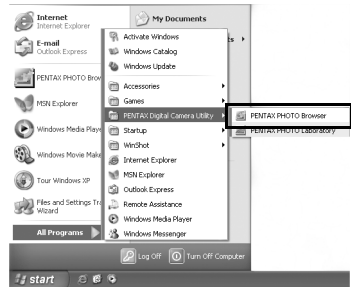 Internet
Internet Explorer
E-mail
Outlook Express
PENTAX PHOTO Brow
MSN Explorer
Windows Media Playe
Windows Movie Make
Tour Windows XP
Files and Settings Tra
Wizard
All Programs
My Documents
ts
Activate Windows
Windows Catalog
Windows Update
Accessories
Games
PENTAX Digital Camera Utility
Startup
WinShot
Internet Explorer
MSN Explorer
Outlook Express
Remote Assistance
Windows Media Player
Windows Messenger
PENTAX PHOTO Browser
PENTAX PHOTO Laboratory
Log Off
Turn Off Computer
start